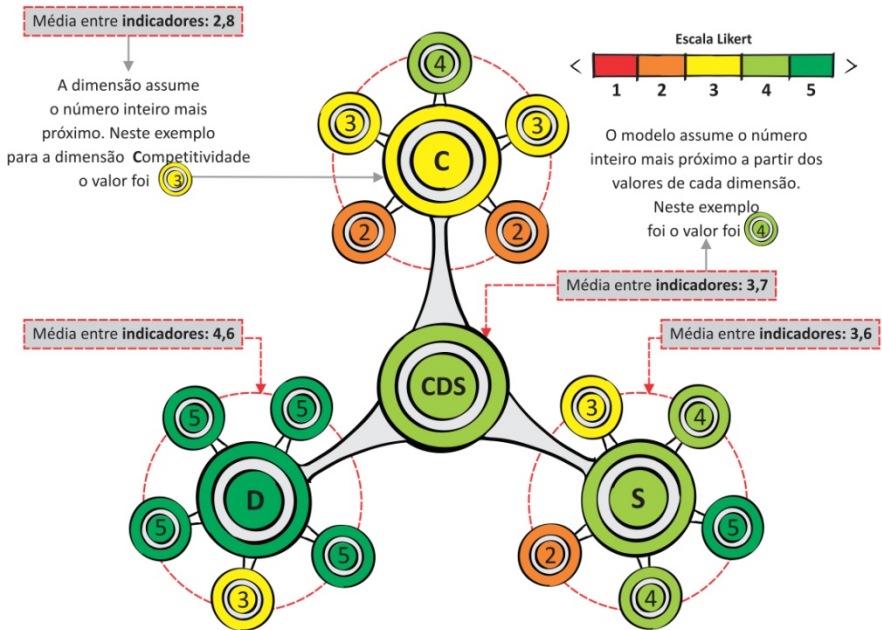 Média entre indicadores: 2,8
A dimensão assume
o número inteiro mais
próximo. Neste exemplo
para a dimensão Competitividade
o valor foi 3
Escala Likert
< >
1 2 3 4 5
O modelo assume o número
inteiro mais próximo a partir dos
valores de cada dimensão.
Neste exemplo
foi o valor foi 4
4
3
3
C
2
2
Média entre indicadores: 3,7
Média entre indicadores: 4,6
Média entre indicadores: 3,6
CDS
5
5
D
5
5
3
3
4
S
5
2
4